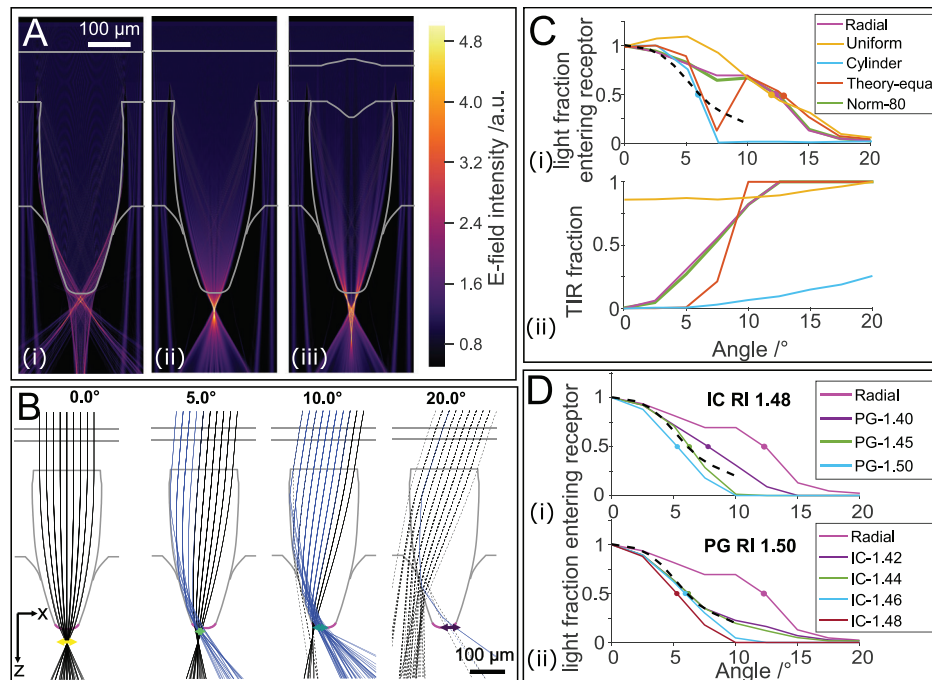 A
100 µm
(i)
(ii)
(iii)
4.8
4.0
3.2
2.4
1.6
0.8
E-field intensity /a.u.
B
0.0°
5.0°
10.0°
20.0°
x
z
100 µm
C
light fraction
entering receptor
1
0.5
0
0
5
10
15
20
Radial
Uniform
Cylinder
Theory-equa
Norm-80
(i)
TIR fraction
1
0.5
0
0
5
10
15
20
(ii)
Angle /°
D
light fraction entering receptor
IC RI 1.48
1
0.5
0
0
5
10
15
20
Radial
PG-1.40
PG-1.45
PG-1.50
(i)
PG RI 1.50
1
0.5
0
0
5
10
15
20
Radial
IC-1.42
IC-1.44
IC-1.46
IC-1.48
(ii)
Angle /°